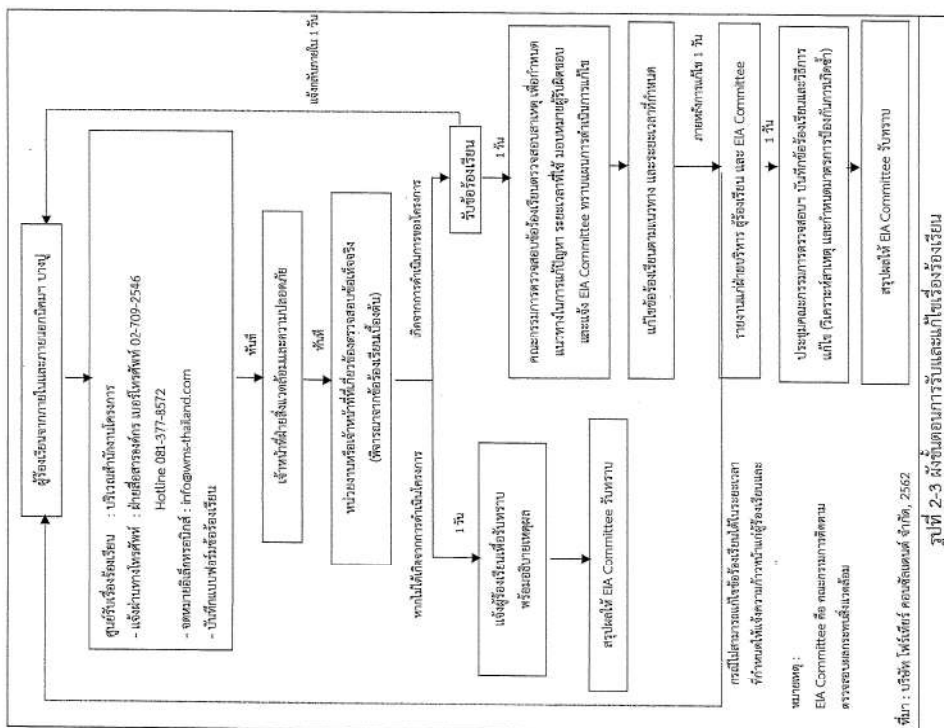 ผู้ร้องเรียนจากภายในและภายนอกนิคมฯ บางปู
แจ้งกลับภายใน 1 วัน
ศูนย์รับเรื่องร้องเรียน : บริเวณสำนักงานโครงการ
- แจ้งผ่านทางโทรศัพท์ : ฝ่ายสื่อสารองค์กร เบอร์โทรศัพท์ 02-709-2546
Hotline 081-377-8572
- จดหมายอิเล็กทรอนิกส์ : info@wms-thailand.com
- บันทึกแบบฟอร์มข้อร้องเรียน
ทันที
เจ้าหน้าที่ฝ่ายสิ่งแวดล้อมและความปลอดภัย
ทันที
หน่วยงานหรือเจ้าหน้าที่ที่เกี่ยวข้องตรวจสอบข้อเท็จจริง
(พิจารณาจากข้อร้องเรียนเบื้องต้น)
หากไม่ได้เกิดจากการดำเนินโครงการ
เกิดจากการดำเนินการของโครงการ
1 วัน
แจ้งผู้ร้องเรียนเพื่อรับทราบ
พร้อมอธิบายเหตุผล
สรุปผลให้ EIA Committee รับทราบ
รับข้อร้องเรียน
1 วัน
คณะกรรมการตรวจสอบข้อร้องเรียนตรวจสอบสาเหตุ เพื่อกำหนด
แนวทางในการแก้ปัญหา ระยะเวลาที่ใช้ มอบหมายผู้รับผิดชอบ
และแจ้ง EIA Committee ทราบแผนการดำเนินการแก้ไข
แก้ไขข้อร้องเรียนตามแนวทาง และระยะเวลาที่กำหนด
ภายหลังการแก้ไข 1 วัน
รายงานแก่ฝ่ายบริหาร ผู้ร้องเรียน และ EIA Committee
1 วัน
ประชุมคณะกรรมการตรวจสอบฯ บันทึกข้อร้องเรียนและวิธีการ
แก้ไข (วิเคราะห์สาเหตุ และกำหนดมาตรการป้องกันการเกิดซ้ำ)
สรุปผลให้ EIA Committee รับทราบ
กรณีไม่สามารถแก้ไขข้อร้องเรียนได้ในระยะเวลา
ที่กำหนดให้แจ้งความก้าวหน้าแก่ผู้ร้องเรียนและ
หมายเหตุ :
EIA Committee คือ คณะกรรมการติดตาม
ตรวจสอบผลกระทบสิ่งแวดล้อม
ที่มา : บริษัท โฟร์เทียร์ คอนซัลแตนต์ จำกัด, 2562
รูปที่ 2-3 ผังขั้นตอนการรับและแก้ไขเรื่องร้องเรียน